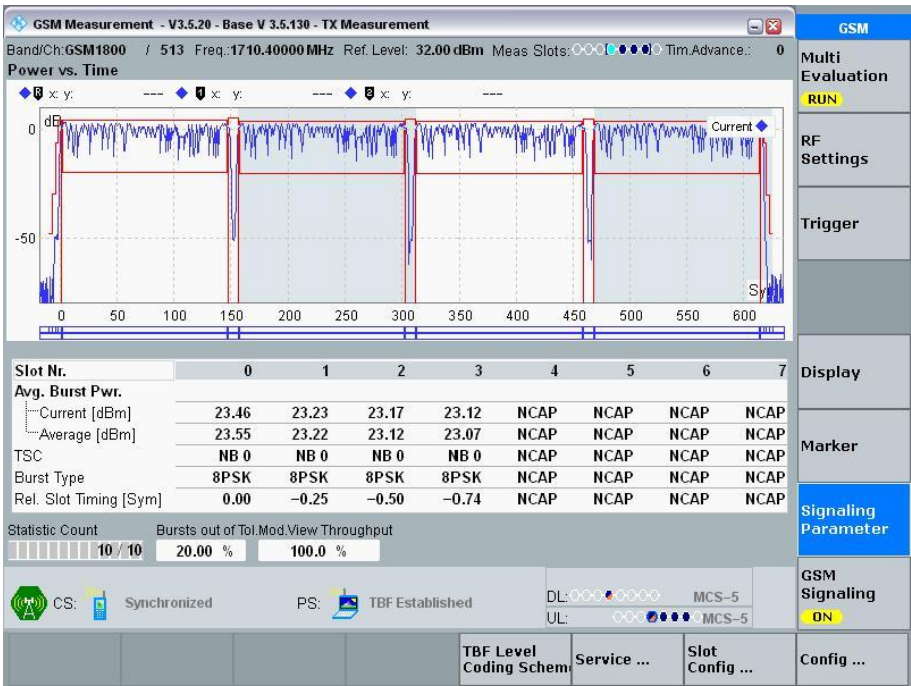 GSM Measurement - V3.5.20 - Base V 3.5.130 - TX Measurement
GSM
Band/Ch:GSM1800 / 513 Freq.:1710.40000 MHz Ref. Level: 32.00 dBm Meas Slots: Tim.Advance.: 0
Power vs. Time
Multi
Evaluation
RUN
R x: y: --- 1 x: y: --- 2 x: y: ---
dB
Current
0
-50
Sym
0 50 100 150 200 250 300 350 400 450 500 550 600
RF
Settings
Trigger
Slot Nr. 0 1 2 3 4 5 6 7
Avg. Burst Pwr.
Current [dBm] 23.46 23.23 23.17 23.12 NCAP NCAP NCAP NCAP
Average [dBm] 23.55 23.22 23.12 23.07 NCAP NCAP NCAP NCAP
TSC NB 0 NB 0 NB 0 NB 0 NCAP NCAP NCAP NCAP
Burst Type 8PSK 8PSK 8PSK 8PSK NCAP NCAP NCAP NCAP
Rel. Slot Timing [Sym] 0.00 -0.25 -0.50 -0.74 NCAP NCAP NCAP NCAP
Display
Marker
Signaling
Parameter
Statistic Count Bursts out of Tol. Mod.View Throughput
10 / 10 20.00 % 100.0 %
CS: Synchronized PS: TBF Established
DL: MCS-5
UL: MCS-5
GSM
Signaling
ON
TBF Level
Coding Schem
Service ...
Slot
Config ...
Config ...